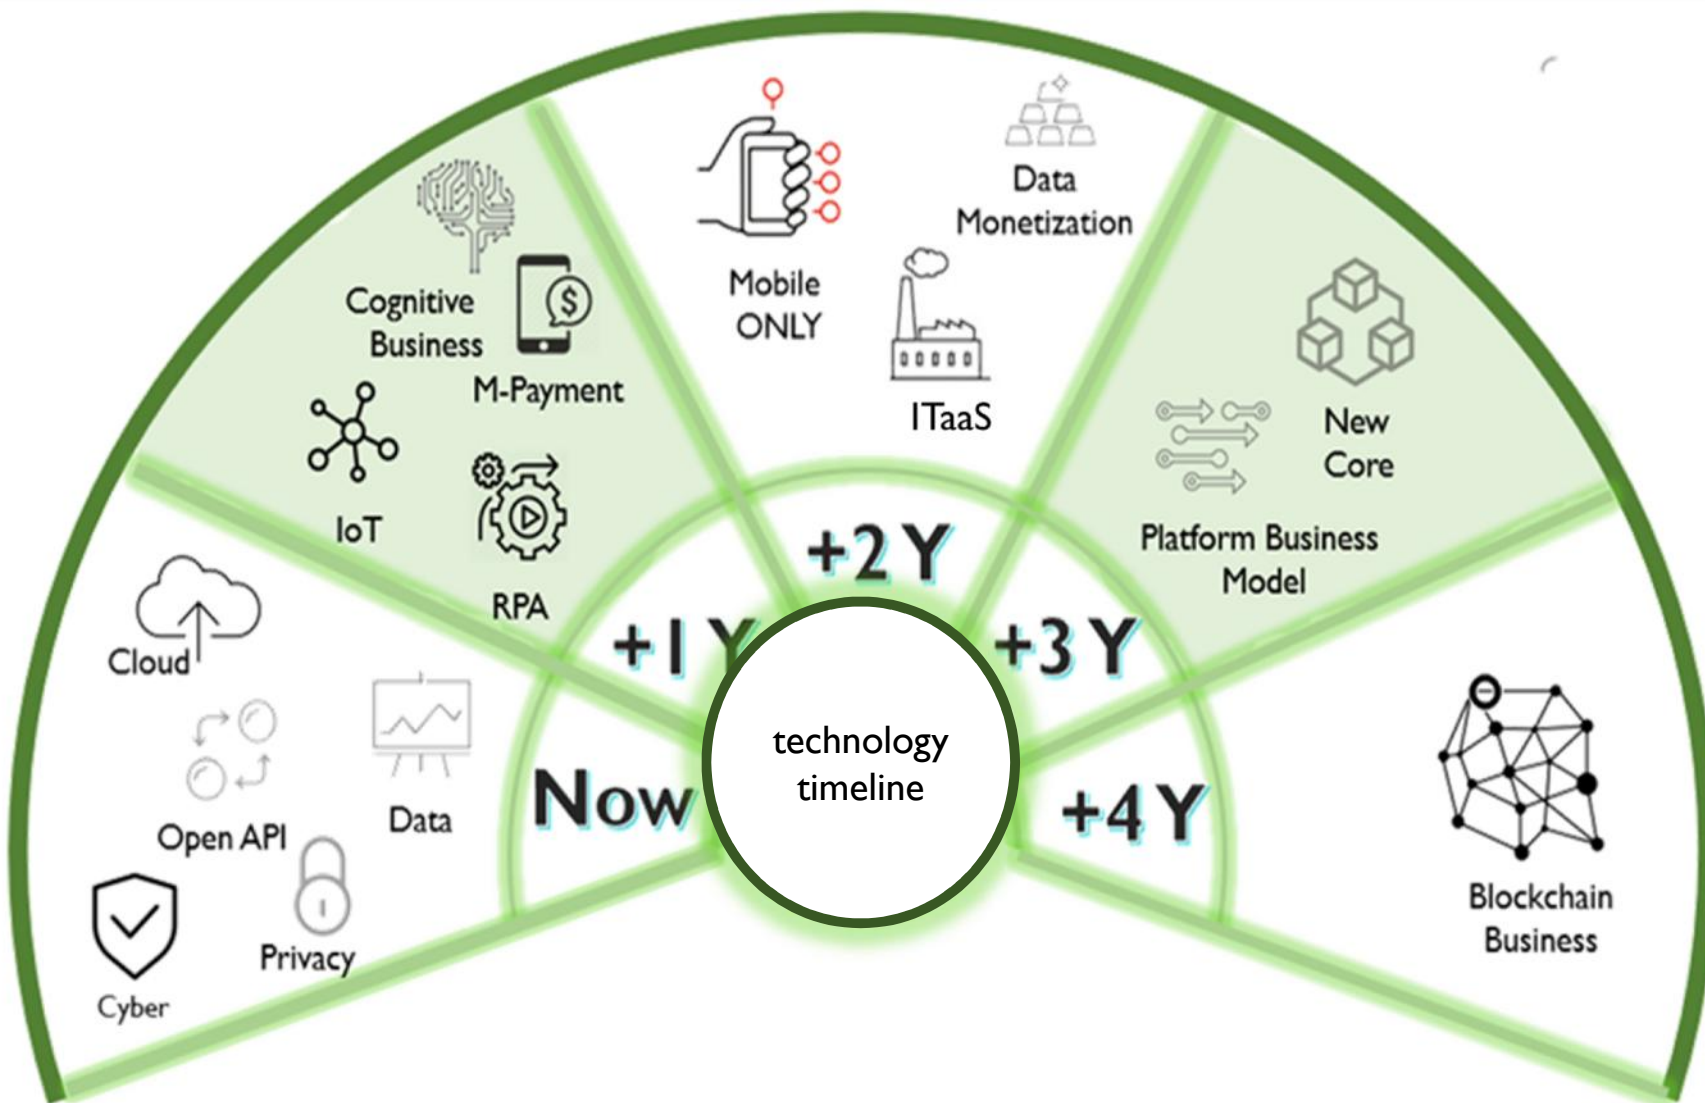 technology
timeline
Now
Cloud
Open API
Data
Privacy
Cyber
+1 Y
Cognitive
Business
M-Payment
IoT
RPA
+2 Y
Mobile
ONLY
Data
Monetization
ITaaS
+3 Y
New
Core
Platform Business
Model
+4 Y
Blockchain
Business